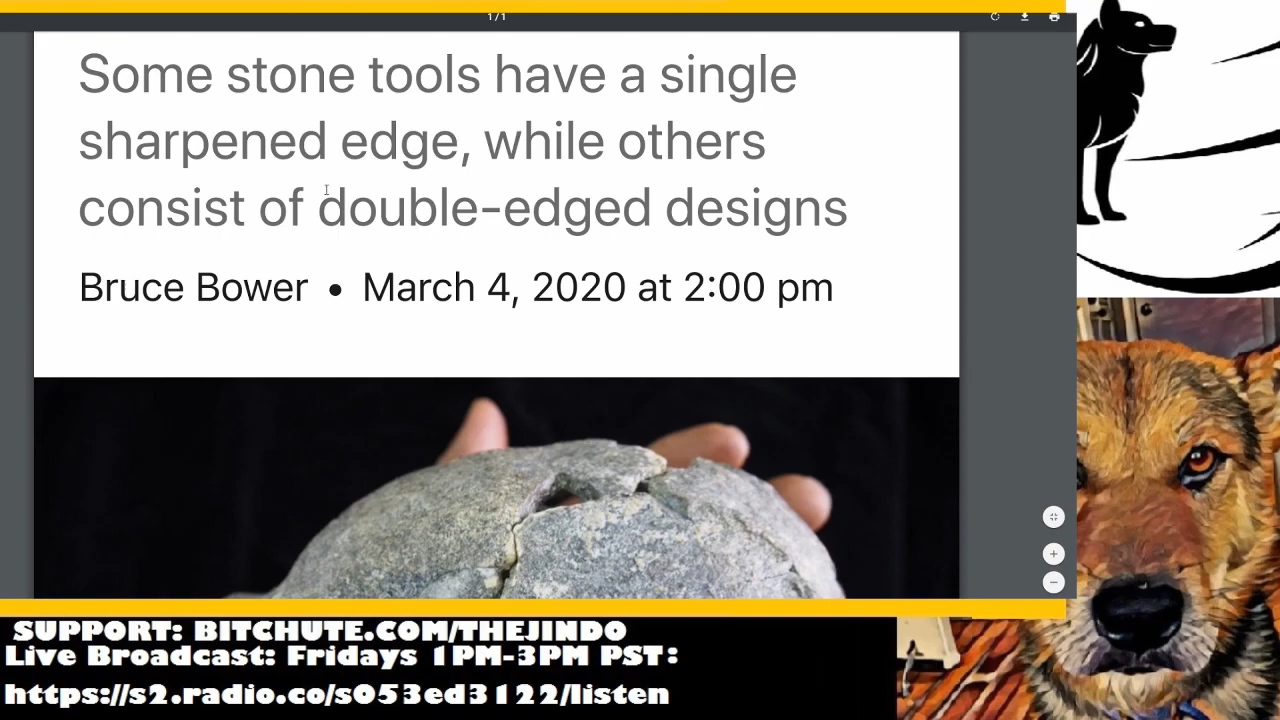 1 / 1
Some stone tools have a single
sharpened edge, while others
consist of double-edged designs
Bruce Bower • March 4, 2020 at 2:00 pm
SUPPORT: BITCHUTE.COM/THEJINDO
Live Broadcast: Fridays 1PM-3PM PST:
https://s2.radio.co/s053ed3122/listen